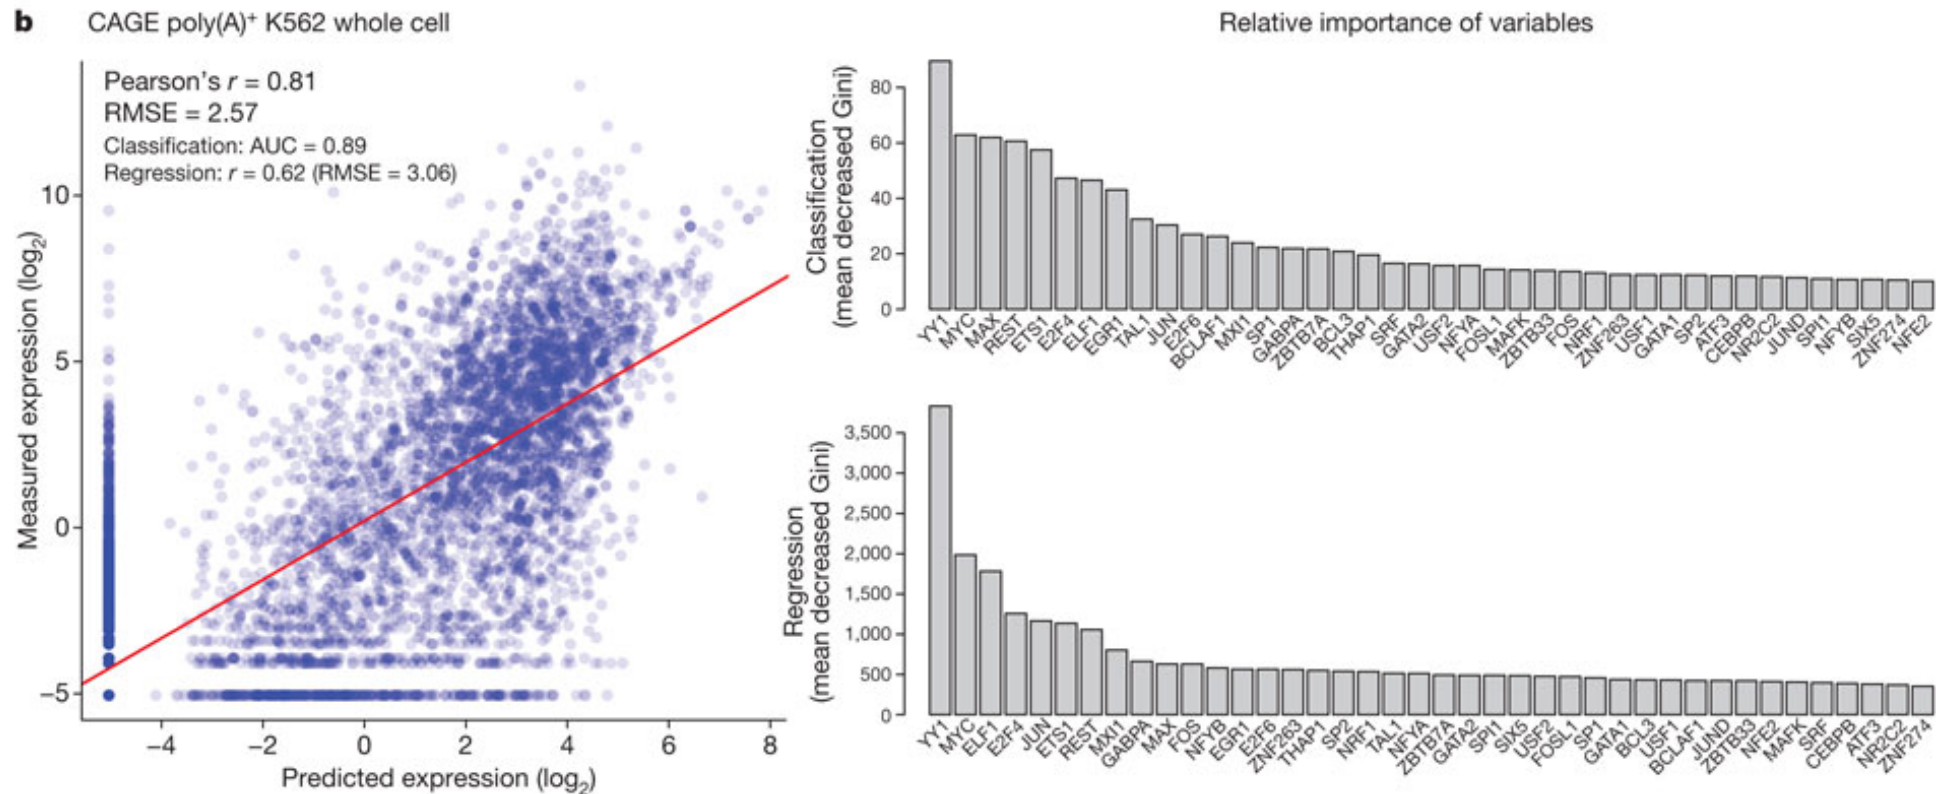 b CAGE poly(A)⁺ K562 whole cell
Pearson's r = 0.81
RMSE = 2.57
Classification: AUC = 0.89
Regression: r = 0.62 (RMSE = 3.06)
Measured expression (log₂)
10
5
0
−5
−4 −2 0 2 4 6 8
Predicted expression (log₂)
Relative importance of variables
Classification
(mean decreased Gini)
80
60
40
20
0
YY1 MYC MAX REST ETS1 E2F4 ELF1 EGR1 TAL1 JUN E2F6 BCLAF1 MXI1 SP1 GABPA ZBTB7A BCL3 THAP1 SRF GATA2 USF2 NFYA FOSL1 MAFK ZBTB33 FOS NRF1 ZNF263 USF1 GATA1 SP2 ATF3 CEBPB NR2C2 JUND SPI1 NFYB SIX5 ZNF274 NFE2
Regression
(mean decreased Gini)
3,500
3,000
2,500
2,000
1,500
1,000
500
0
YY1 MYC ELF1 E2F4 JUN ETS1 REST MXI1 GABPA MAX FOS NFYB EGR1 E2F6 ZNF263 THAP1 SP2 NRF1 TAL1 NFYA ZBTB7A GATA2 SPI1 SIX5 USF2 FOSL1 SP1 GATA1 BCL3 USF1 BCLAF1 JUND ZBTB33 NFE2 MAFK SRF CEBPB ATF3 NR2C2 ZNF274